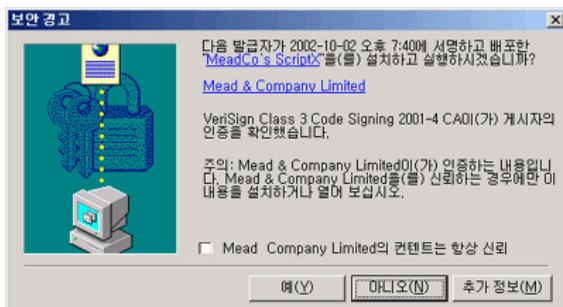 보안 경고
다음 발급자가 2002-10-02 오후 7:40에 서명하고 배포한
"MeadCo's ScriptX"를(를) 설치하고 실행하시겠습니까?
Mead & Company Limited
VeriSign Class 3 Code Signing 2001-4 CA이(가) 게시자의
인증을 확인했습니다.
주의: Mead & Company Limited이(가) 인증하는 내용입니
다. Mead & Company Limited을(를) 신뢰하는 경우에만 이
내용을 설치하거나 열어 보십시오.
Mead  Company Limited의 컨텐트는 항상 신뢰
예(Y)
아니오(N)
추가 정보(M)